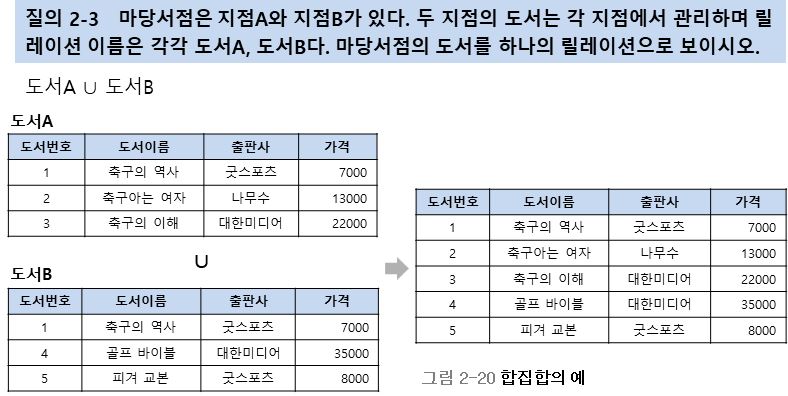 질의 2-3 마당서점은 지점A와 지점B가 있다. 두 지점의 도서는 각 지점에서 관리하며 릴
레이션 이름은 각각 도서A, 도서B다. 마당서점의 도서를 하나의 릴레이션으로 보이시오.
도서A ∪ 도서B
도서A
도서번호 도서이름 출판사 가격
1 축구의 역사 굿스포츠 7000
2 축구아는 여자 나무수 13000
3 축구의 이해 대한미디어 22000
∪
도서B
도서번호 도서이름 출판사 가격
1 축구의 역사 굿스포츠 7000
4 골프 바이블 대한미디어 35000
5 피겨 교본 굿스포츠 8000
도서번호 도서이름 출판사 가격
1 축구의 역사 굿스포츠 7000
2 축구아는 여자 나무수 13000
3 축구의 이해 대한미디어 22000
4 골프 바이블 대한미디어 35000
5 피겨 교본 굿스포츠 8000
그림 2-20 합집합의 예